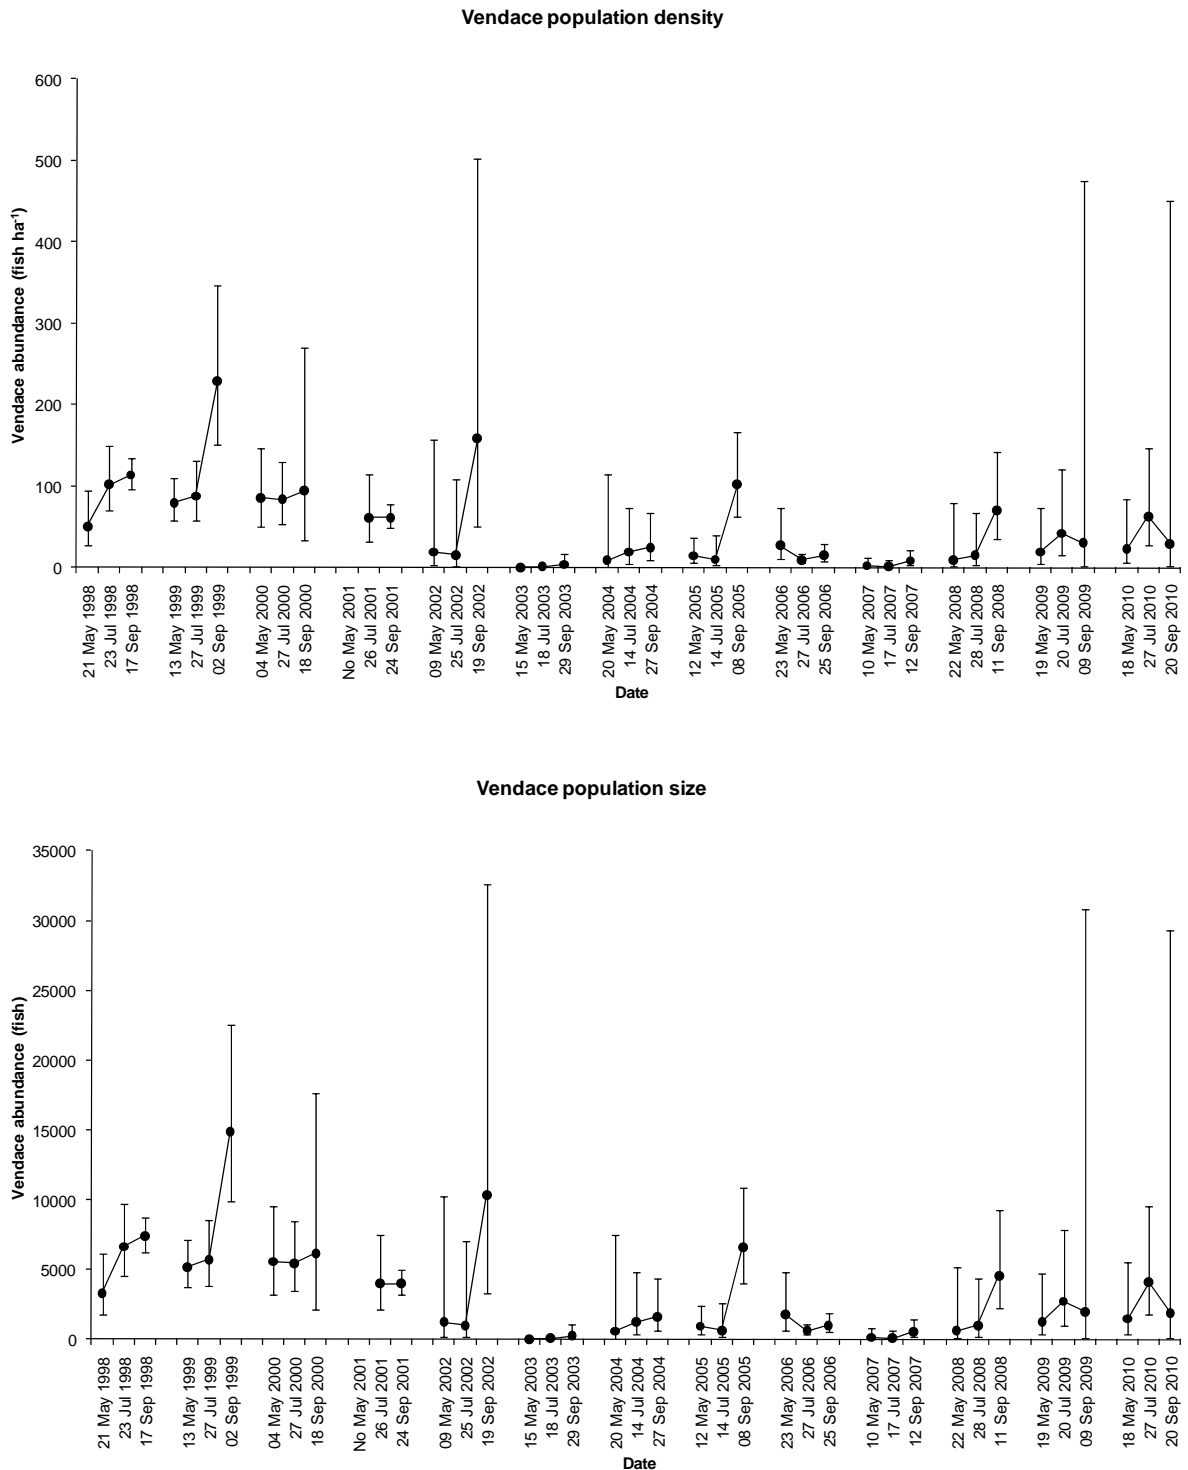 Vendace population density
600
500
400
300
200
100
0
Vendace abundance (fish ha⁻¹)
21 May 1998
23 Jul 1998
17 Sep 1998
13 May 1999
27 Jul 1999
02 Sep 1999
04 May 2000
27 Jul 2000
18 Sep 2000
No May 2001
26 Jul 2001
24 Sep 2001
09 May 2002
25 Jul 2002
19 Sep 2002
15 May 2003
18 Jul 2003
29 Sep 2003
20 May 2004
14 Jul 2004
27 Sep 2004
12 May 2005
14 Jul 2005
08 Sep 2005
23 May 2006
27 Jul 2006
25 Sep 2006
10 May 2007
17 Jul 2007
12 Sep 2007
22 May 2008
28 Jul 2008
11 Sep 2008
19 May 2009
20 Jul 2009
09 Sep 2009
18 May 2010
27 Jul 2010
20 Sep 2010
Date
Vendace population size
35000
30000
25000
20000
15000
10000
5000
0
Vendace abundance (fish)
21 May 1998
23 Jul 1998
17 Sep 1998
13 May 1999
27 Jul 1999
02 Sep 1999
04 May 2000
27 Jul 2000
18 Sep 2000
No May 2001
26 Jul 2001
24 Sep 2001
09 May 2002
25 Jul 2002
19 Sep 2002
15 May 2003
18 Jul 2003
29 Sep 2003
20 May 2004
14 Jul 2004
27 Sep 2004
12 May 2005
14 Jul 2005
08 Sep 2005
23 May 2006
27 Jul 2006
25 Sep 2006
10 May 2007
17 Jul 2007
12 Sep 2007
22 May 2008
28 Jul 2008
11 Sep 2008
19 May 2009
20 Jul 2009
09 Sep 2009
18 May 2010
27 Jul 2010
20 Sep 2010
Date